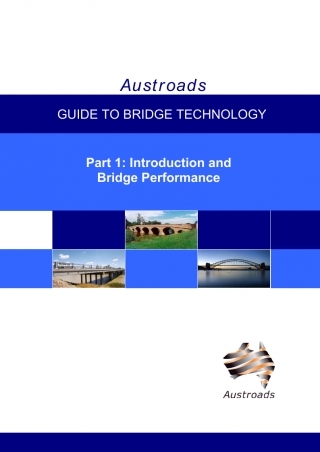 Austroads
GUIDE TO BRIDGE TECHNOLOGY
Part 1: Introduction and
Bridge Performance
Austroads